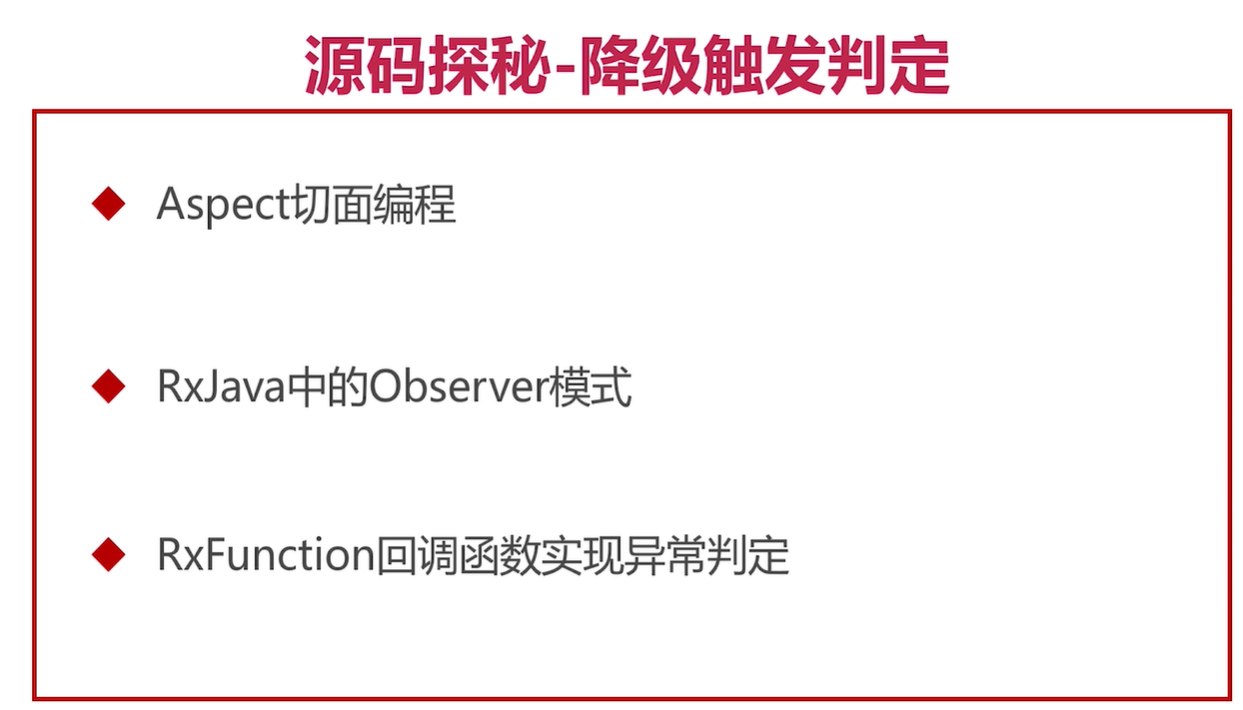 源码探秘-降级触发判定
Aspect切面编程
RxJava中的Observer模式
RxFunction回调函数实现异常判定